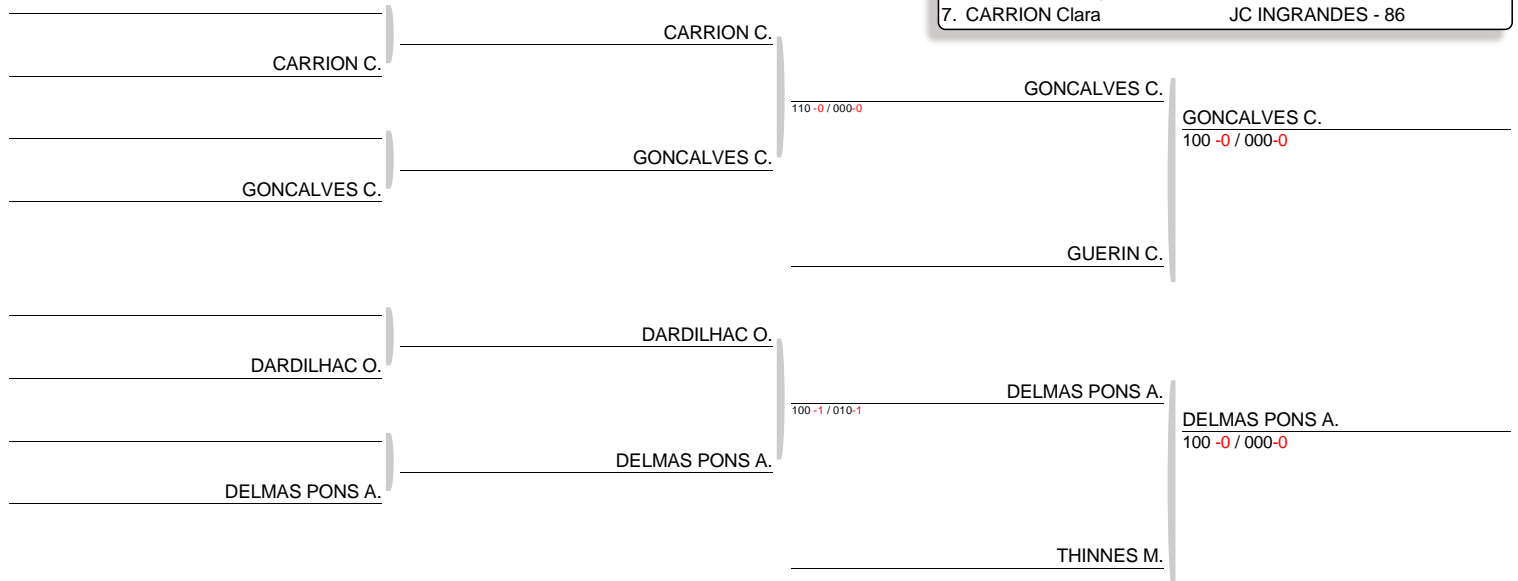 7. CARRION Clara JC INGRANDES - 86
CARRION C.
CARRION C.
GONCALVES C.
110 -0 / 000-0
GONCALVES C.
100 -0 / 000-0
GONCALVES C.
GONCALVES C.
GUERIN C.
DARDILHAC O.
DARDILHAC O.
DELMAS PONS A.
100 -1 / 010-1
DELMAS PONS A.
100 -0 / 000-0
DELMAS PONS A.
DELMAS PONS A.
THINNES M.